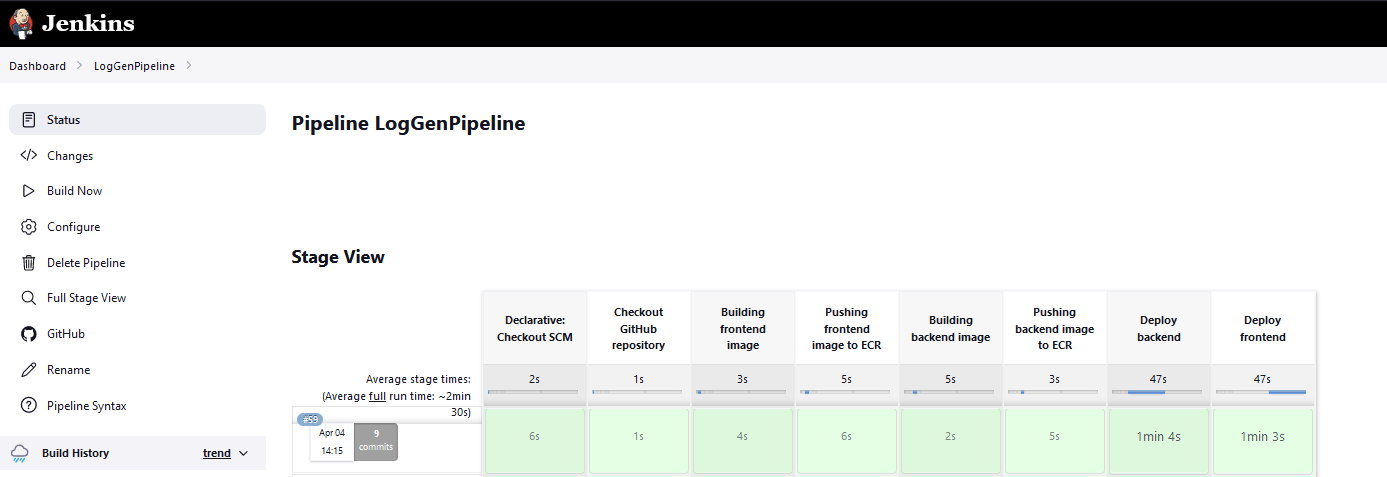 Jenkins
Dashboard
LogGenPipeline
Status
Changes
Build Now
Configure
Delete Pipeline
Full Stage View
GitHub
Rename
Pipeline Syntax
Build History
trend
Pipeline LogGenPipeline
Stage View
Declarative:
Checkout SCM
Checkout
GitHub
repository
Building
frontend
image
Pushing
frontend
image to ECR
Building
backend image
Pushing
backend image
to ECR
Deploy
backend
Deploy
frontend
Average stage times:
(Average full run time: ~2min
30s)
2s
1s
3s
5s
5s
3s
47s
47s
#59
Apr 04
14:15
9
commits
6s
1s
4s
6s
2s
5s
1min 4s
1min 3s